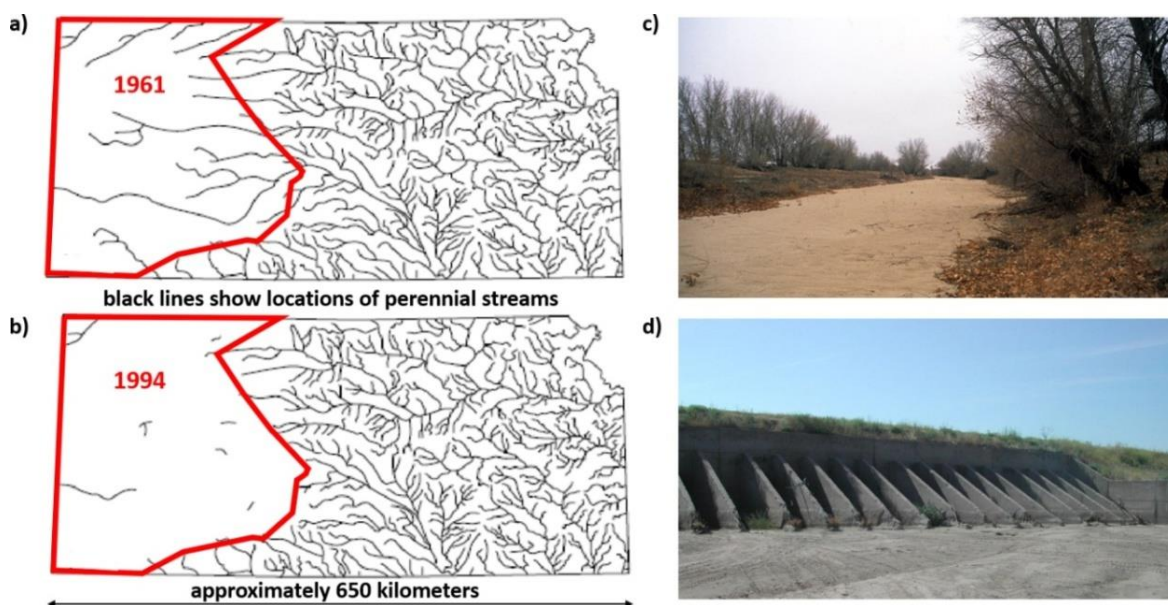 a)
1961
black lines show locations of perennial streams
b)
1994
approximately 650 kilometers
c)
d)